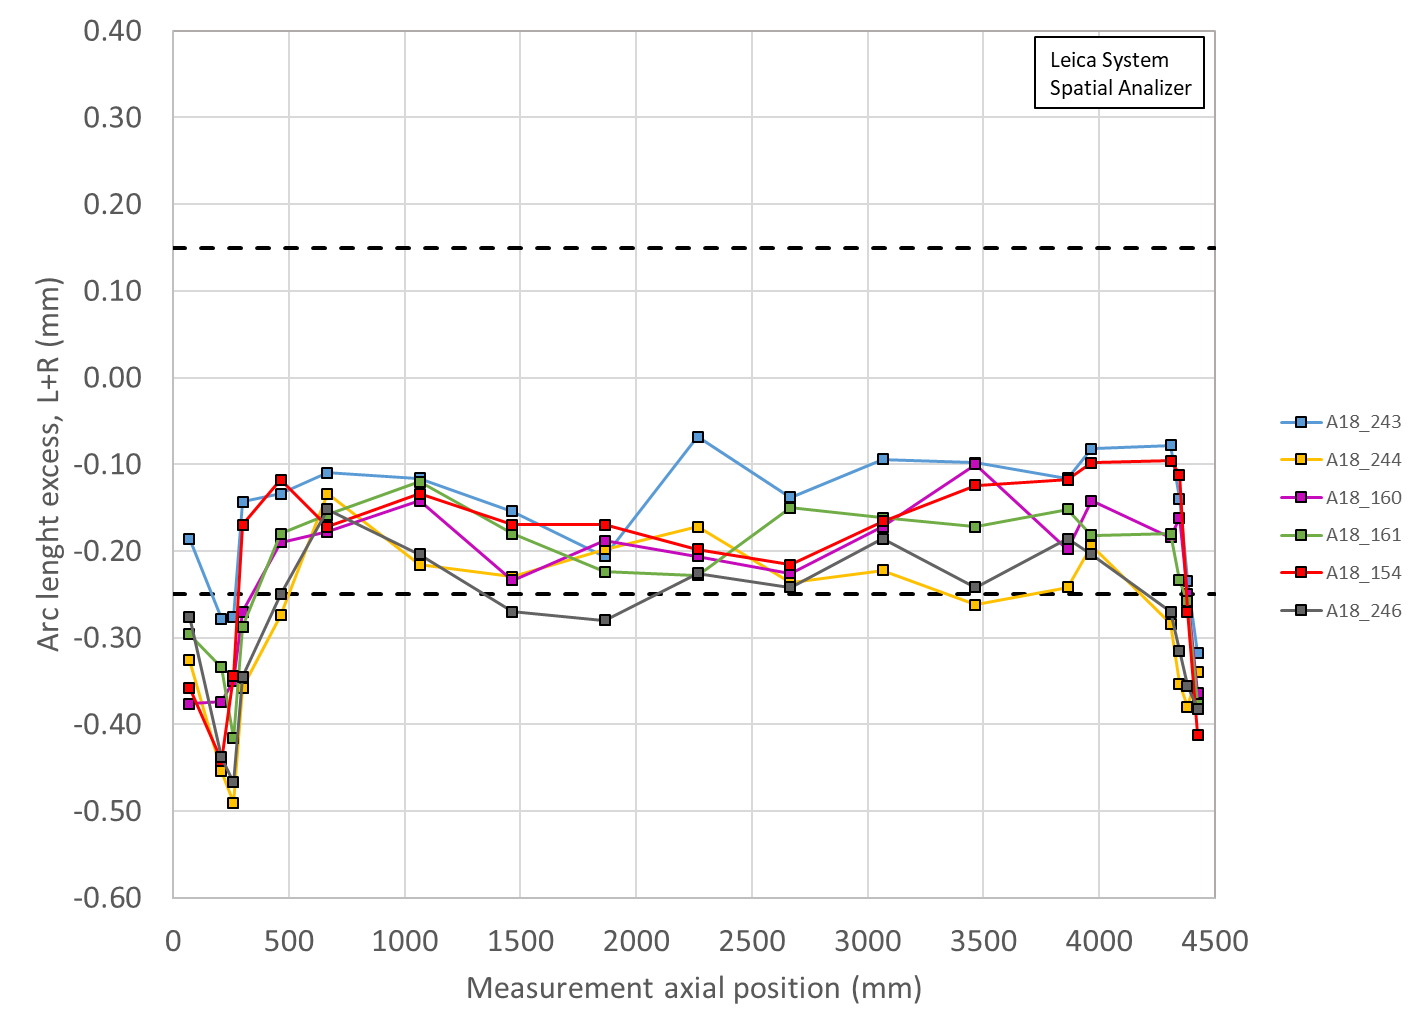 0.40
0.30
0.20
0.10
0.00
-0.10
-0.20
-0.30
-0.40
-0.50
-0.60
Arc lenght excess, L+R (mm)
Leica System
Spatial Analizer
A18_243
A18_244
A18_160
A18_161
A18_154
A18_246
0 500 1000 1500 2000 2500 3000 3500 4000 4500
Measurement axial position (mm)